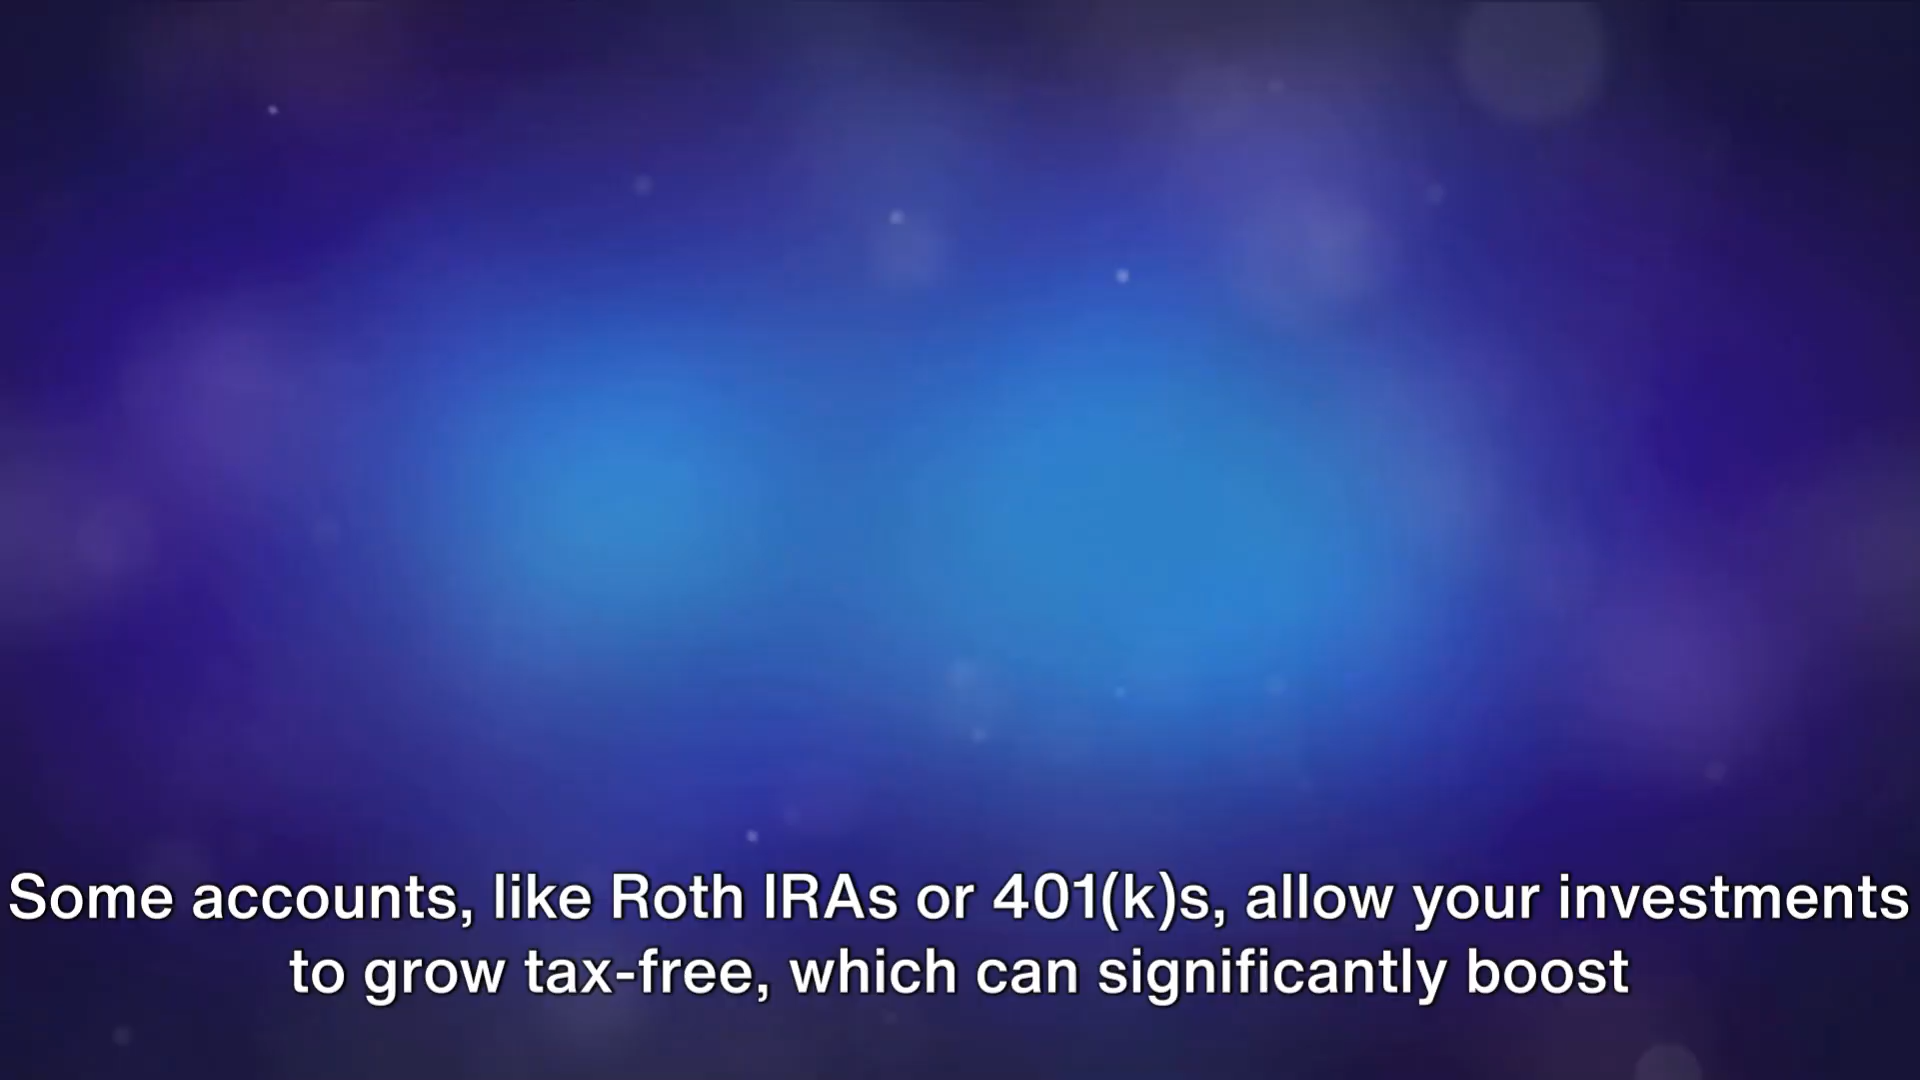 Some accounts, like Roth IRAs or 401(k)s, allow your investments
to grow tax-free, which can significantly boost